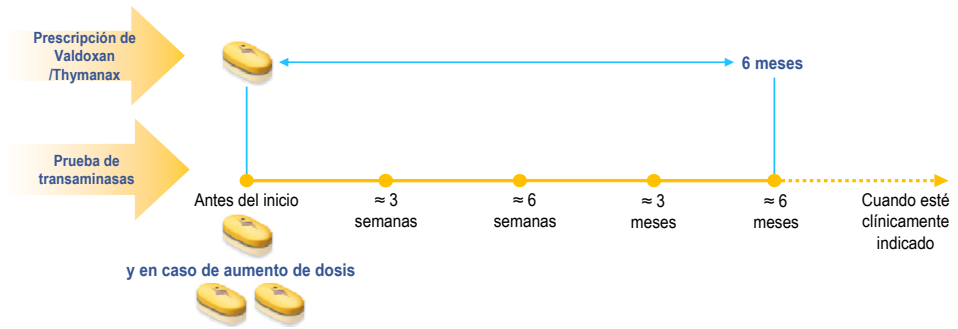 Prescripción de
Valdoxan
/Thymanax
6 meses
Prueba de
transaminasas
Antes del inicio
≈ 3
semanas
≈ 6
semanas
≈ 3
meses
≈ 6
meses
Cuando esté
clínicamente
indicado
y en caso de aumento de dosis